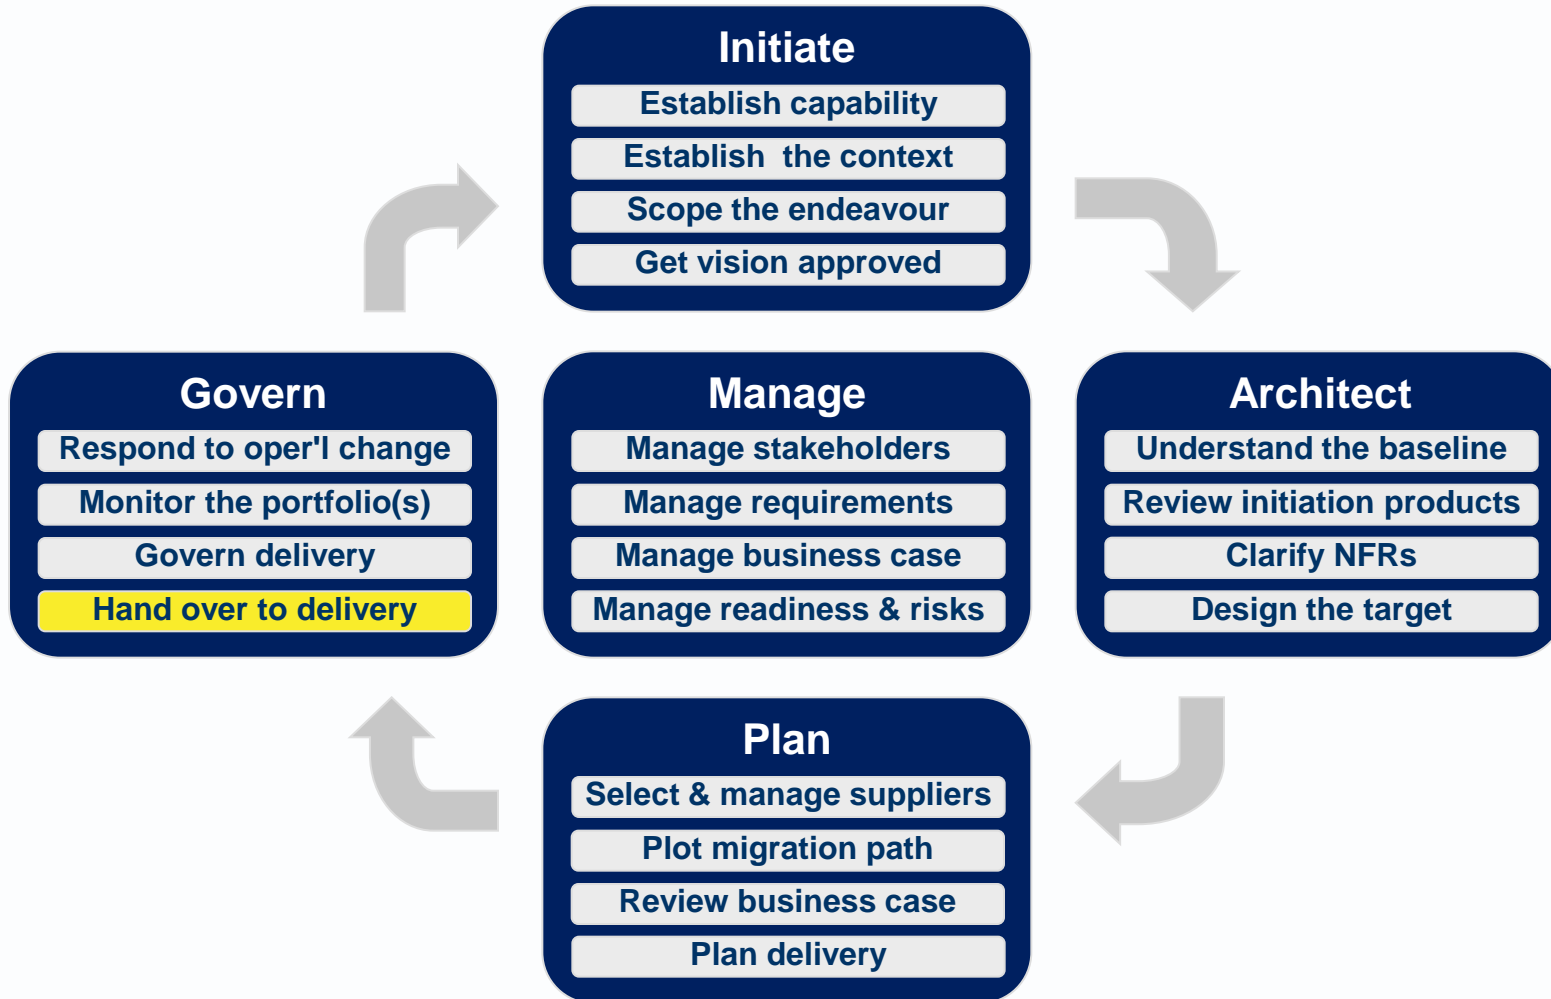 Initiate
Establish capability
Establish  the context
Scope the endeavour
Get vision approved
Govern
Respond to oper'l change
Monitor the portfolio(s)
Govern delivery
Hand over to delivery
Manage
Manage stakeholders
Manage requirements
Manage business case
Manage readiness & risks
Architect
Understand the baseline
Review initiation products
Clarify NFRs
Design the target
Plan
Select & manage suppliers
Plot migration path
Review business case
Plan delivery